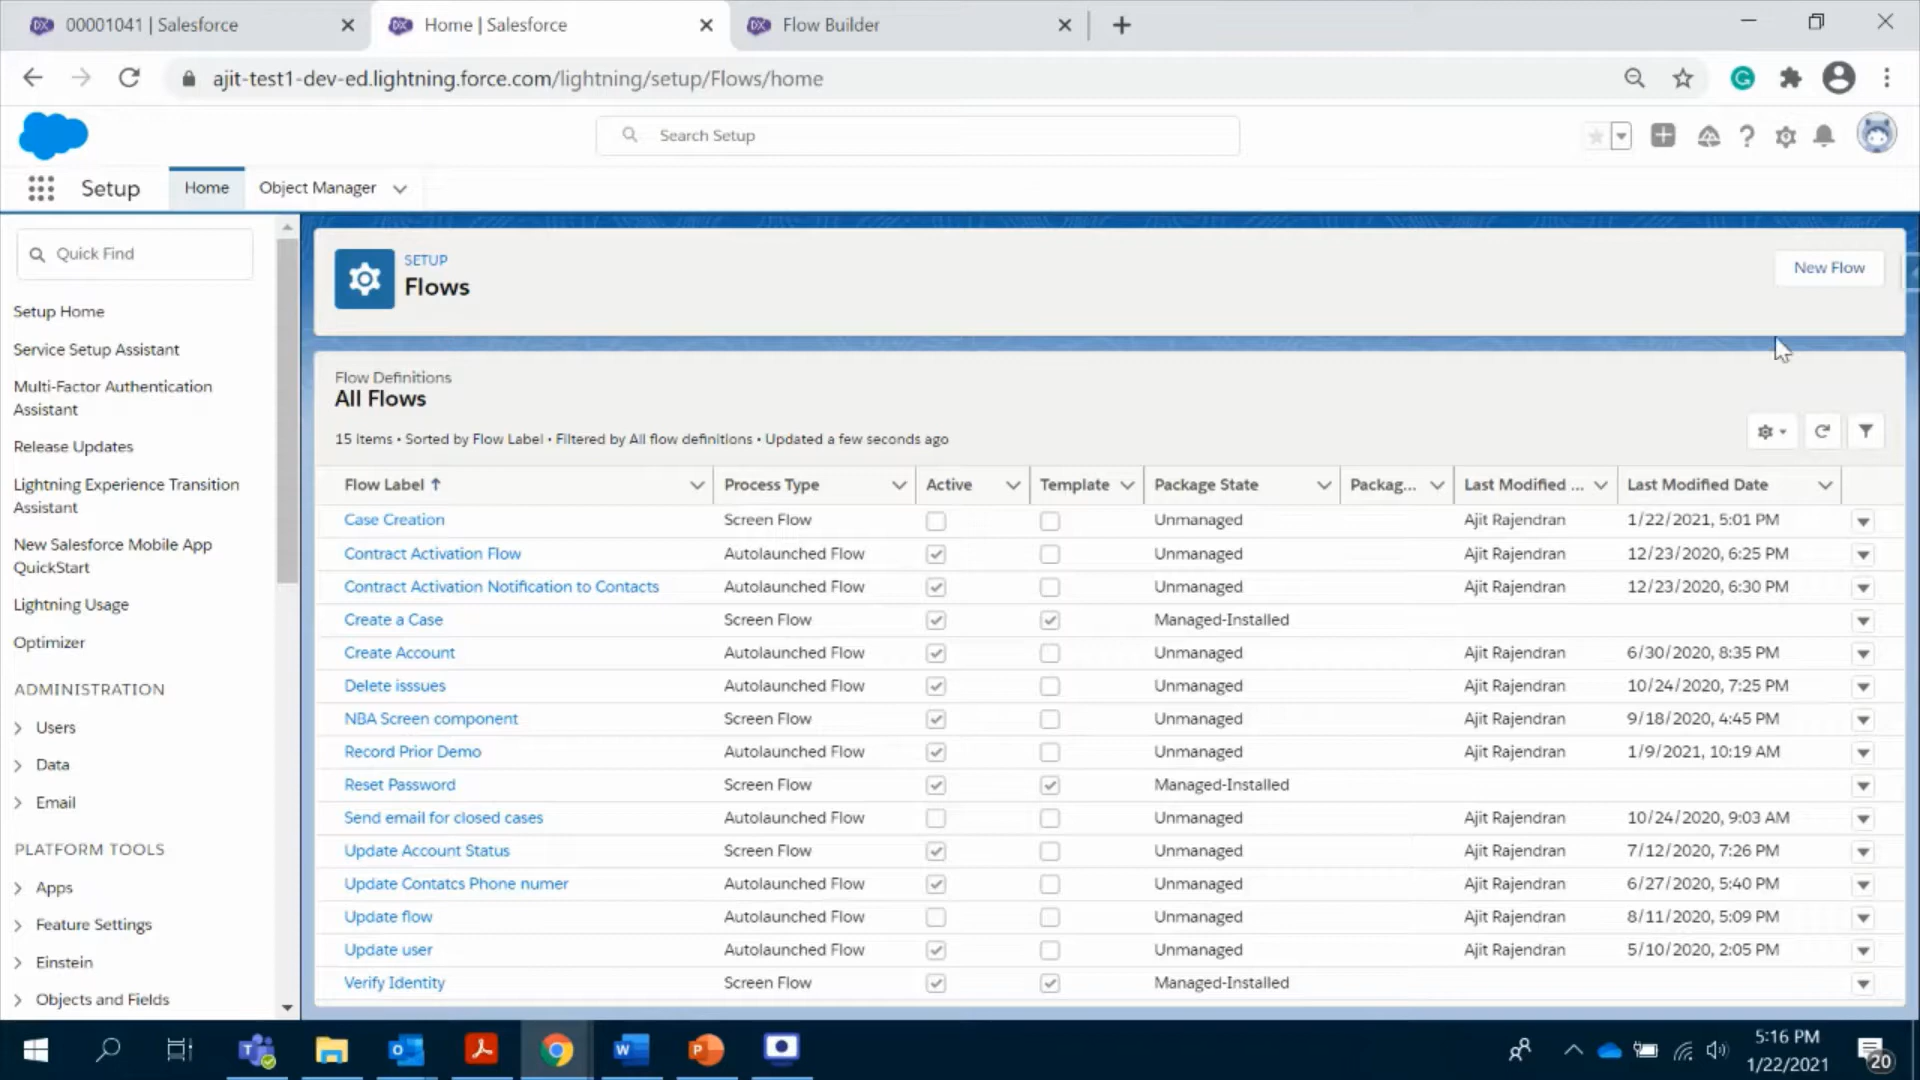 00001041 | Salesforce
Home | Salesforce
Flow Builder
ajit-test1-dev-ed.lightning.force.com/lightning/setup/Flows/home
Search Setup
Setup
Home
Object Manager
Quick Find
Setup Home
Service Setup Assistant
Multi-Factor Authentication
Assistant
Release Updates
Lightning Experience Transition
Assistant
New Salesforce Mobile App
QuickStart
Lightning Usage
Optimizer
ADMINISTRATION
Users
Data
Email
PLATFORM TOOLS
Apps
Feature Settings
Einstein
Objects and Fields
SETUP
Flows
New Flow
Flow Definitions
All Flows
15 items • Sorted by Flow Label • Filtered by All flow definitions • Updated a few seconds ago
Flow Label Process Type Active Template Package State Packag... Last Modified ... Last Modified Date
Case Creation Screen Flow Unmanaged Ajit Rajendran 1/22/2021, 5:01 PM
Contract Activation Flow Autolaunched Flow Unmanaged Ajit Rajendran 12/23/2020, 6:25 PM
Contract Activation Notification to Contacts Autolaunched Flow Unmanaged Ajit Rajendran 12/23/2020, 6:30 PM
Create a Case Screen Flow Managed-Installed
Create Account Autolaunched Flow Unmanaged Ajit Rajendran 6/30/2020, 8:35 PM
Delete isssues Autolaunched Flow Unmanaged Ajit Rajendran 10/24/2020, 7:25 PM
NBA Screen component Screen Flow Unmanaged Ajit Rajendran 9/18/2020, 4:45 PM
Record Prior Demo Autolaunched Flow Unmanaged Ajit Rajendran 1/9/2021, 10:19 AM
Reset Password Screen Flow Managed-Installed
Send email for closed cases Autolaunched Flow Unmanaged Ajit Rajendran 10/24/2020, 9:03 AM
Update Account Status Screen Flow Unmanaged Ajit Rajendran 7/12/2020, 7:26 PM
Update Contatcs Phone numer Autolaunched Flow Unmanaged Ajit Rajendran 6/27/2020, 5:40 PM
Update flow Autolaunched Flow Unmanaged Ajit Rajendran 8/11/2020, 5:09 PM
Update user Autolaunched Flow Unmanaged Ajit Rajendran 5/10/2020, 2:05 PM
Verify Identity Screen Flow Managed-Installed
5:16 PM
1/22/2021
20